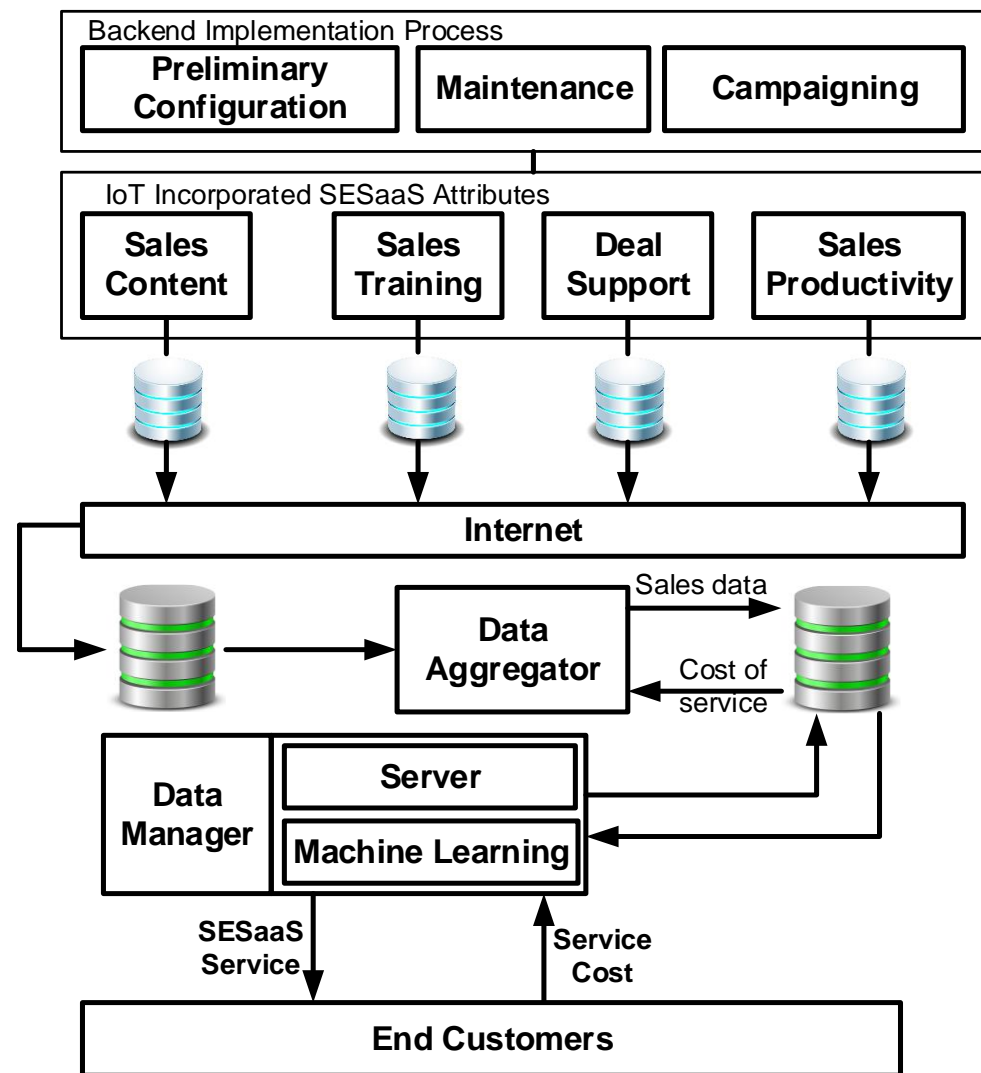 Backend Implementation Process
Preliminary
Configuration
Maintenance
Campaigning
IoT Incorporated SESaaS Attributes
Sales
Content
Sales
Training
Deal
Support
Sales
Productivity
Internet
Data
Aggregator
Sales data
Cost of
service
Data
Manager
Server
Machine Learning
SESaaS
Service
Service
Cost
End Customers